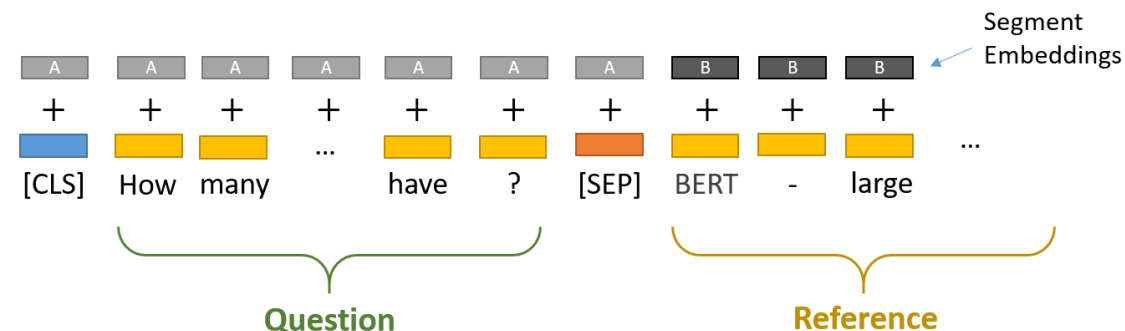 Segment
Embeddings
A A A A A A A B B B
+ + + + + + + + + +
... ...
[CLS] How many have ? [SEP] BERT - large
Question Reference